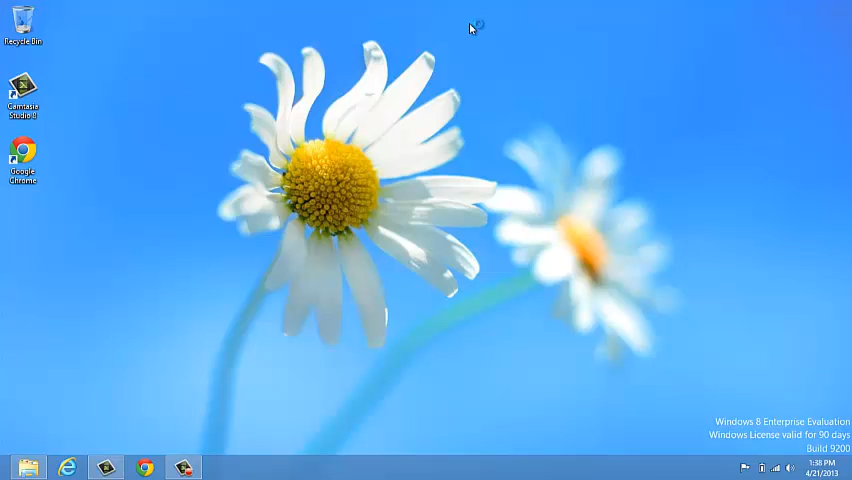 Recycle Bin
Camtasia
Studio 8
Google
Chrome
Windows 8 Enterprise Evaluation
Windows License valid for 90 days
Build 9200
1:38 PM
4/21/2013